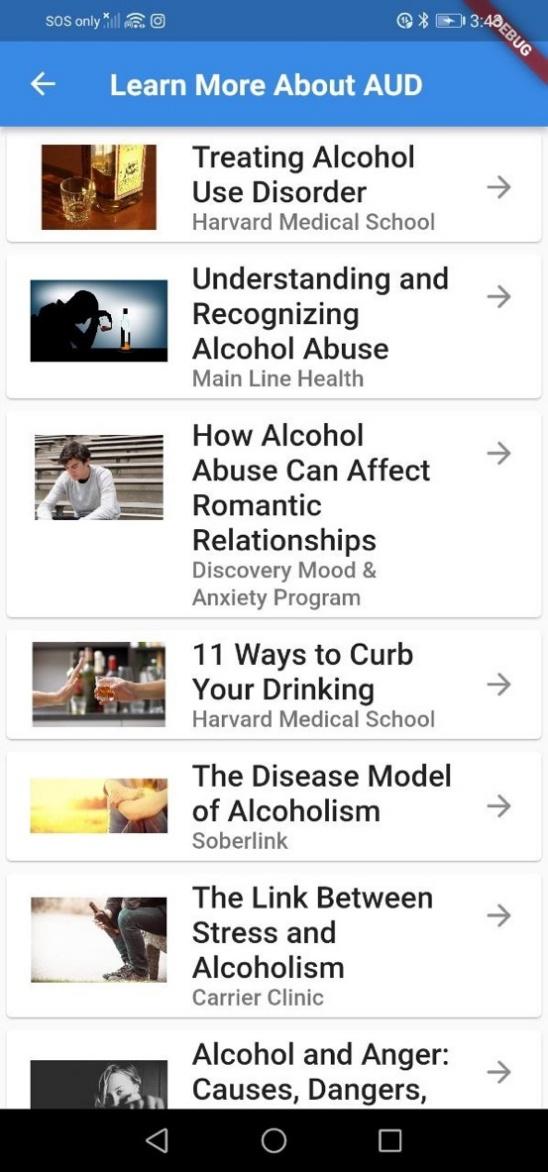 SOS only
3:43
DEBUG
Learn More About AUD
Treating Alcohol
Use Disorder
Harvard Medical School
Understanding and
Recognizing
Alcohol Abuse
Main Line Health
How Alcohol
Abuse Can Affect
Romantic
Relationships
Discovery Mood &
Anxiety Program
11 Ways to Curb
Your Drinking
Harvard Medical School
The Disease Model
of Alcoholism
Soberlink
The Link Between
Stress and
Alcoholism
Carrier Clinic
Alcohol and Anger:
Causes, Dangers,